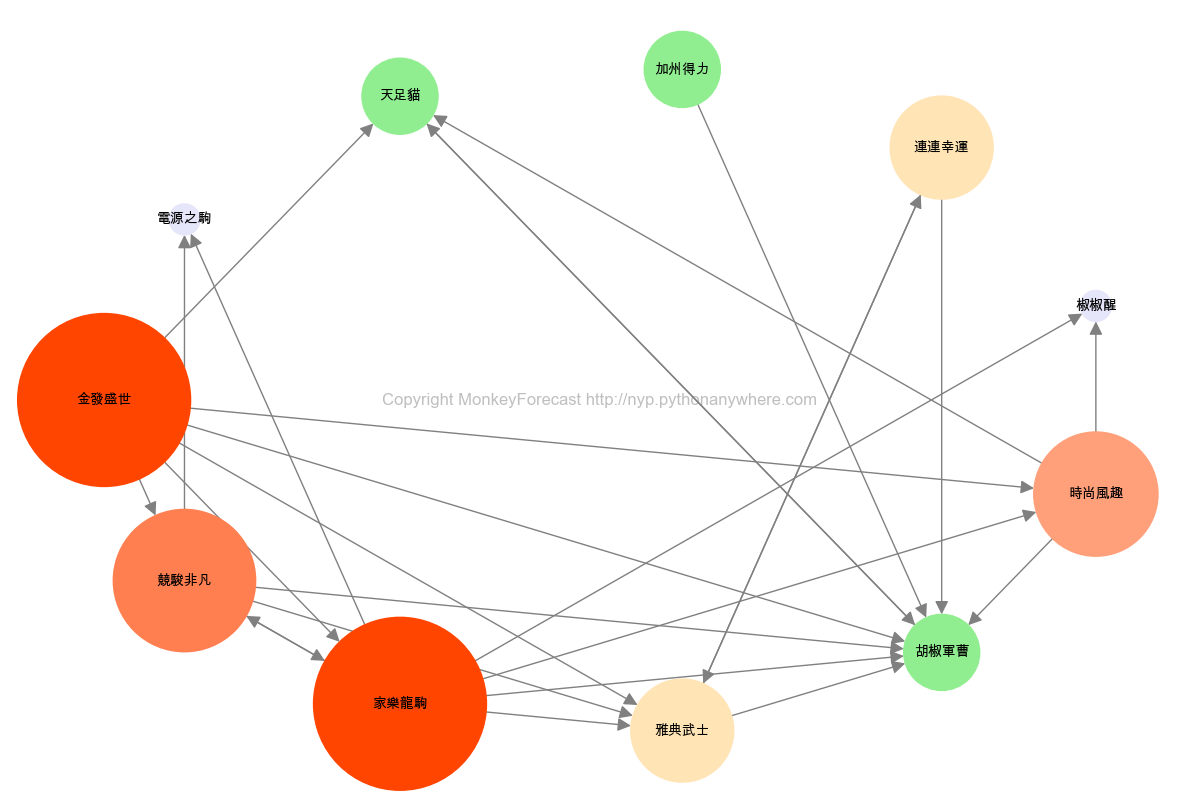 加州得力
天足貓
連連幸運
電源之駒
椒椒醒
金發盛世
Copyright MonkeyForecast http://nyp.pythonanywhere.com
時尚風趣
競駿非凡
胡椒軍曹
家樂龍駒
雅典武士